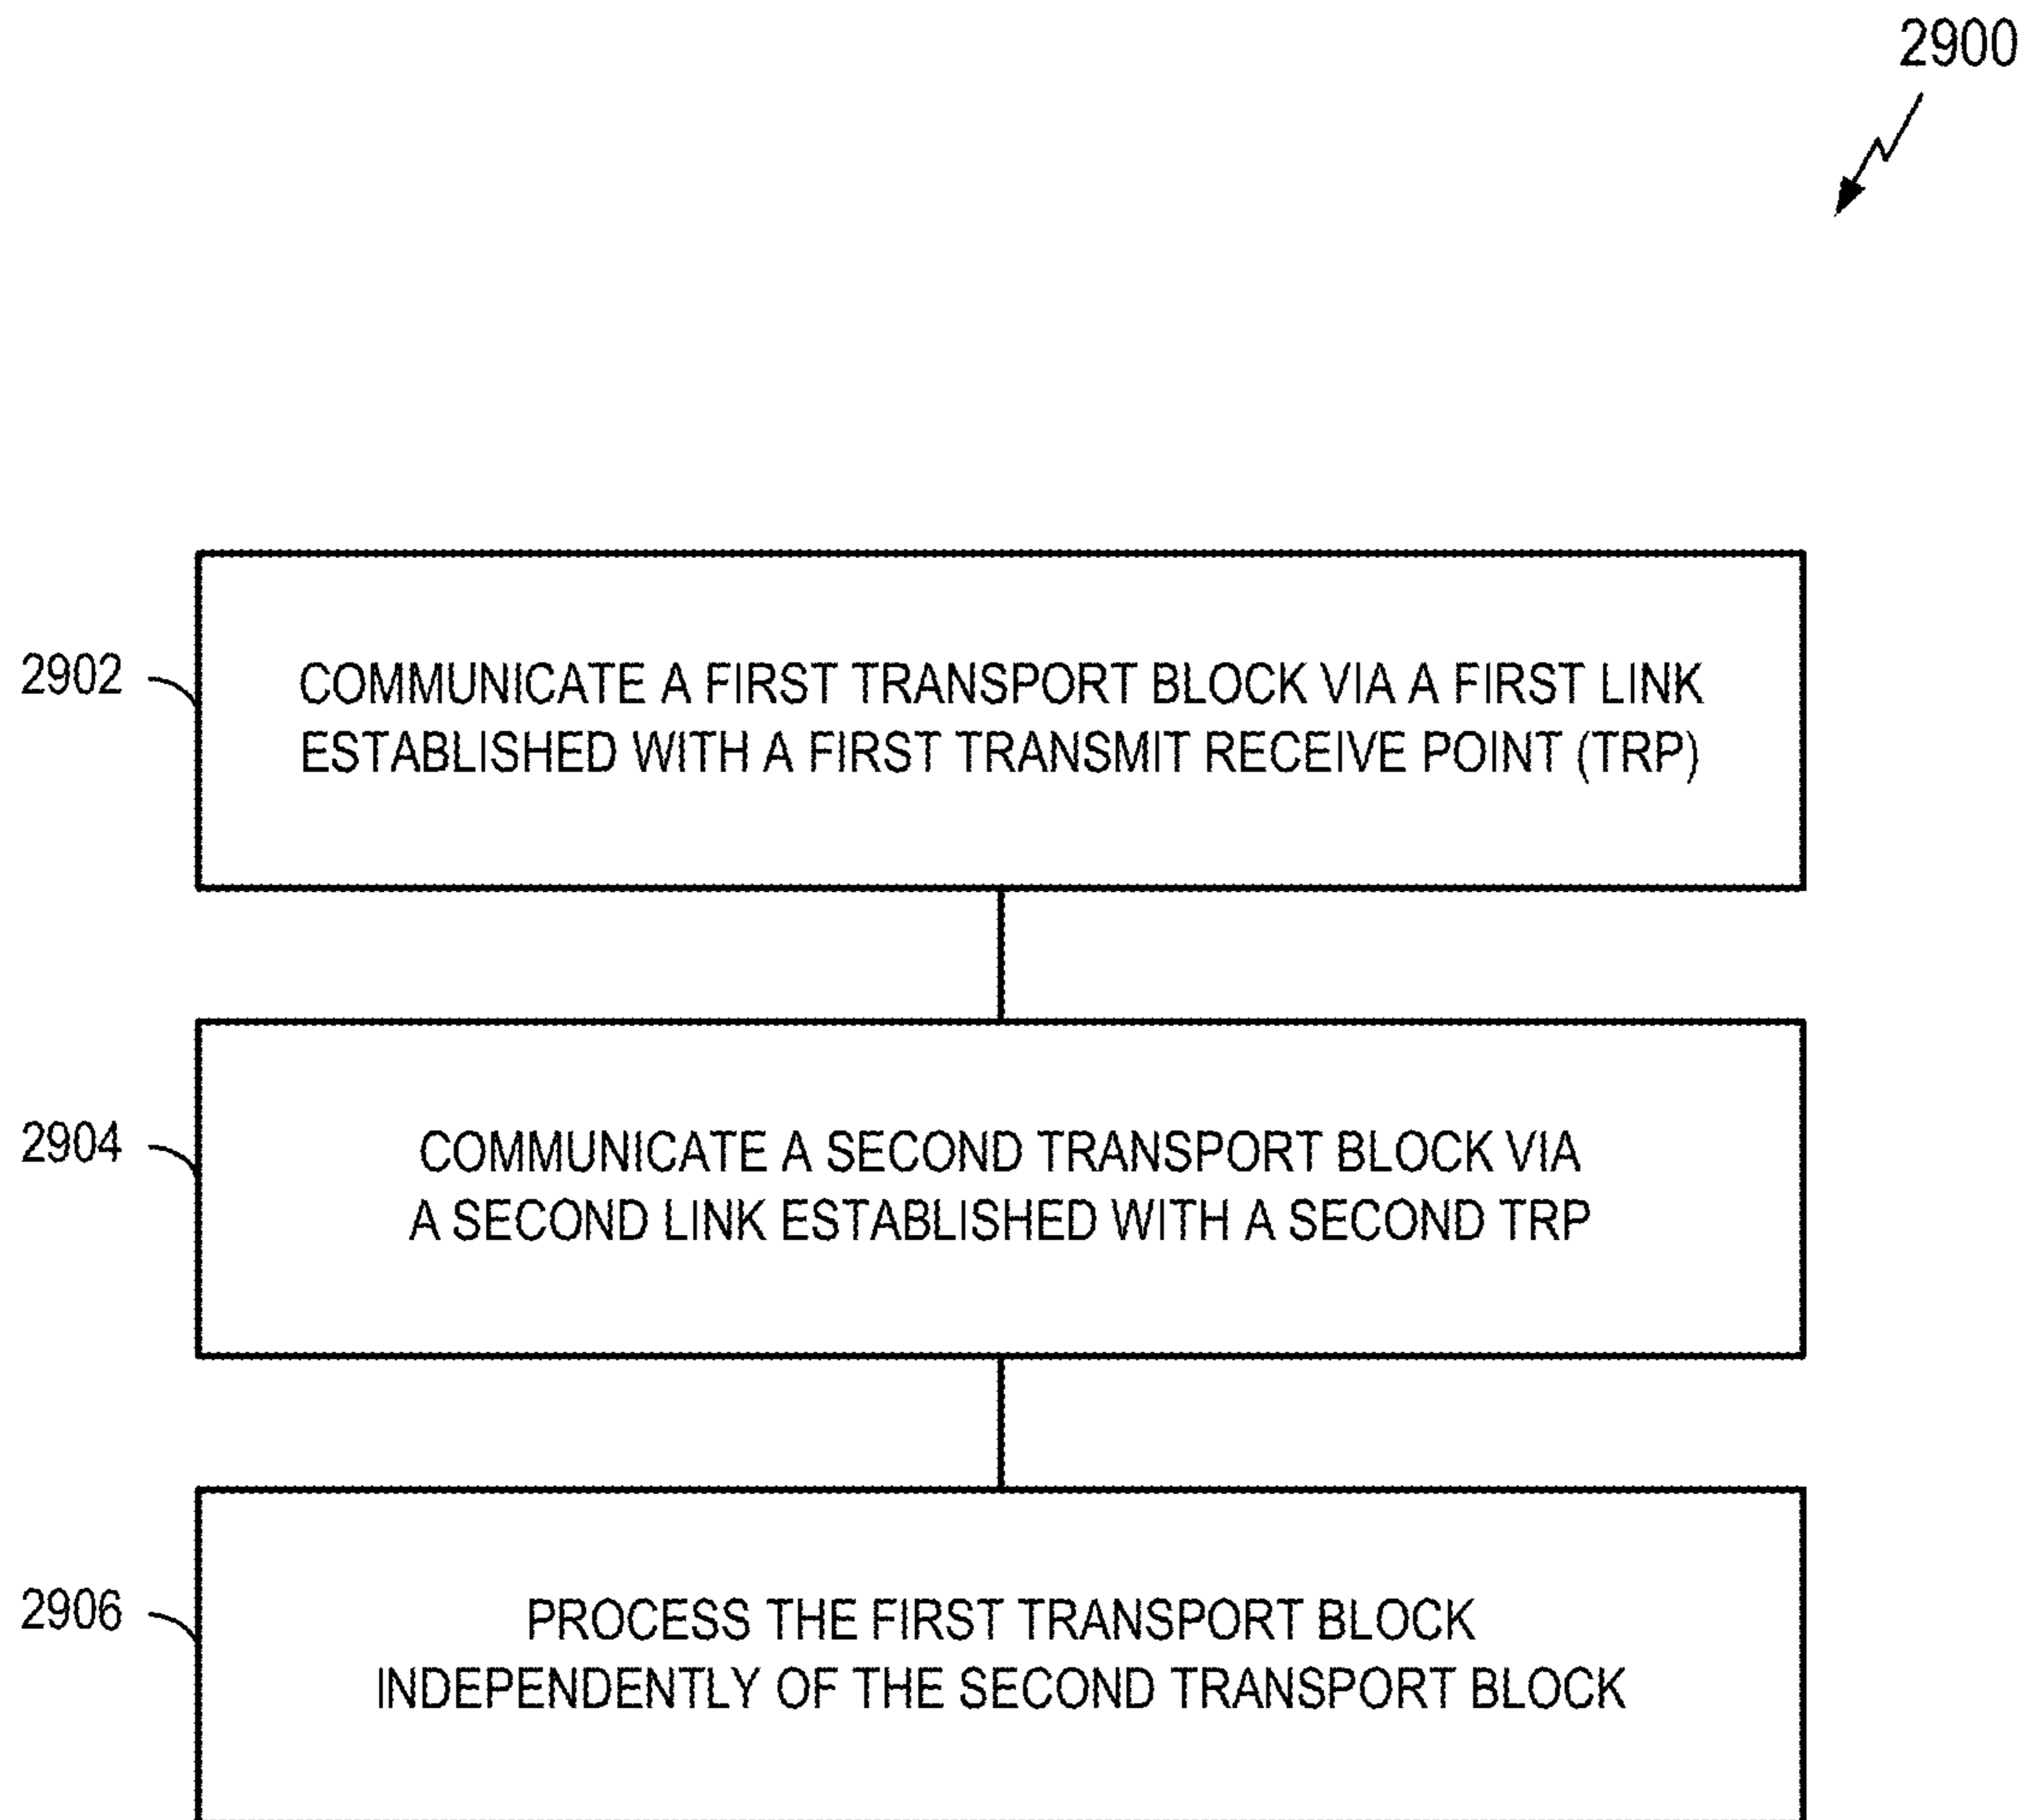 2900
2902
COMMUNICATE A FIRST TRANSPORT BLOCK VIA A FIRST LINK
ESTABLISHED WITH A FIRST TRANSMIT RECEIVE POINT (TRP)
2904
COMMUNICATE A SECOND TRANSPORT BLOCK VIA
A SECOND LINK ESTABLISHED WITH A SECOND TRP
2906
PROCESS THE FIRST TRANSPORT BLOCK
INDEPENDENTLY OF THE SECOND TRANSPORT BLOCK